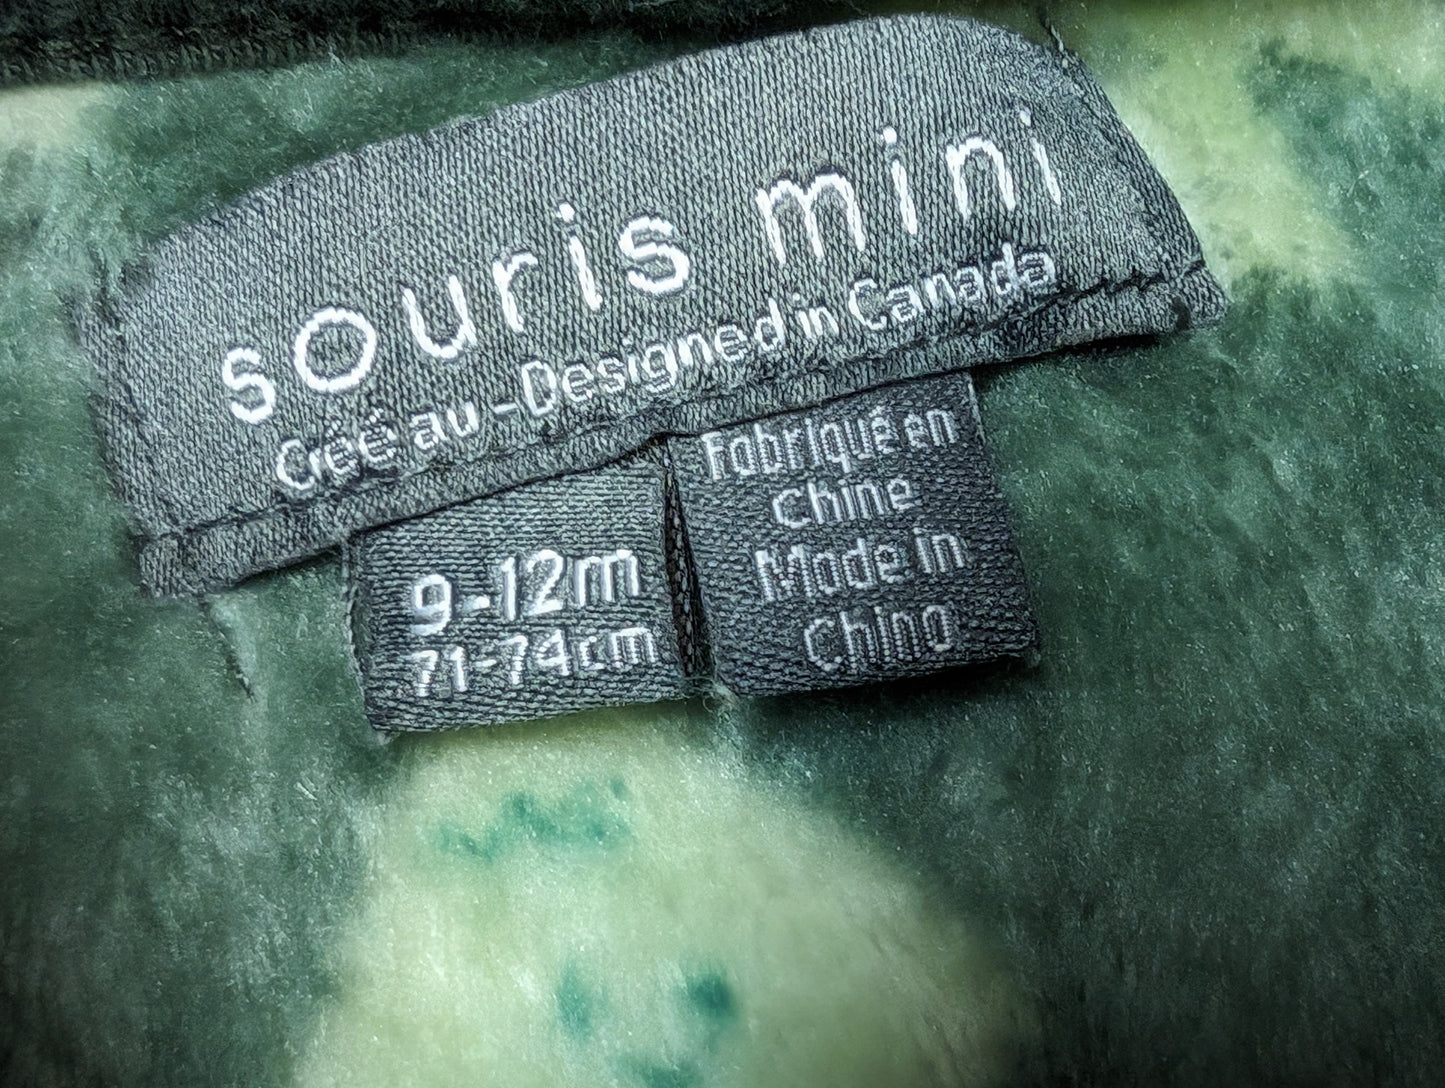 souris mini
Créé au - Designed in Canada
9-12m
71-74cm
Fabriqué en
Chine
Made in
China